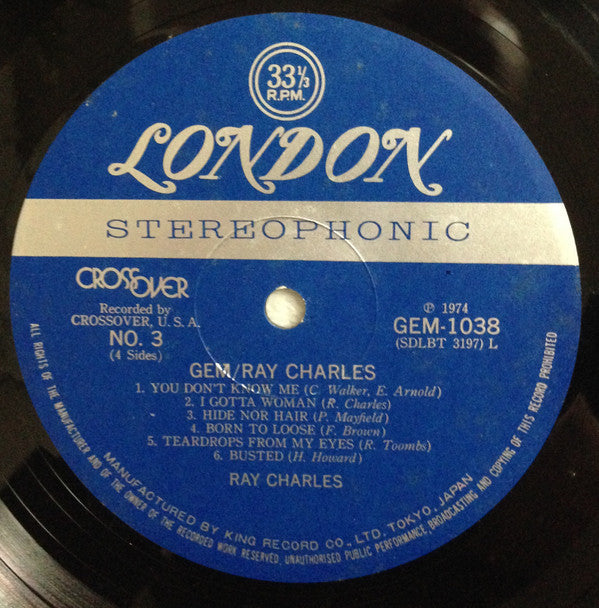 33⅓
R.P.M.
LONDON
STEREOPHONIC
CROSSOVER
Recorded by
CROSSOVER, U. S. A.
NO. 3
(4 Sides)
℗ 1974
GEM-1038
(SDLBT 3197) L
GEM/RAY CHARLES
1. YOU DON'T KNOW ME (C. Walker, E. Arnold)
2. I GOTTA WOMAN (R. Charles)
3. HIDE NOR HAIR (P. Mayfield)
4. BORN TO LOOSE (F. Brown)
5. TEARDROPS FROM MY EYES (R. Toombs)
6. BUSTED (H. Howard)
RAY CHARLES
MANUFACTURED BY KING RECORD CO., LTD. TOKYO, JAPAN
ALL RIGHTS OF THE MANUFACTURER AND OF THE OWNER OF THE RECORDED WORK RESERVED. UNAUTHORISED PUBLIC PERFORMANCE, BROADCASTING AND COPYING OF THIS RECORD PROHIBITED